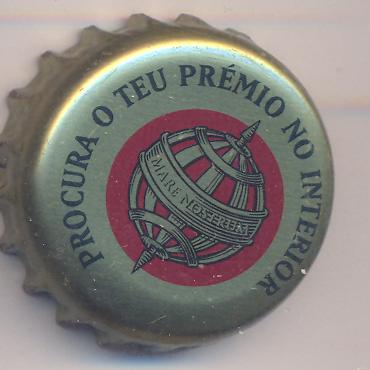 PROCURA O TEU PRÉMIO NO INTERIOR
MARE NOSTRUM